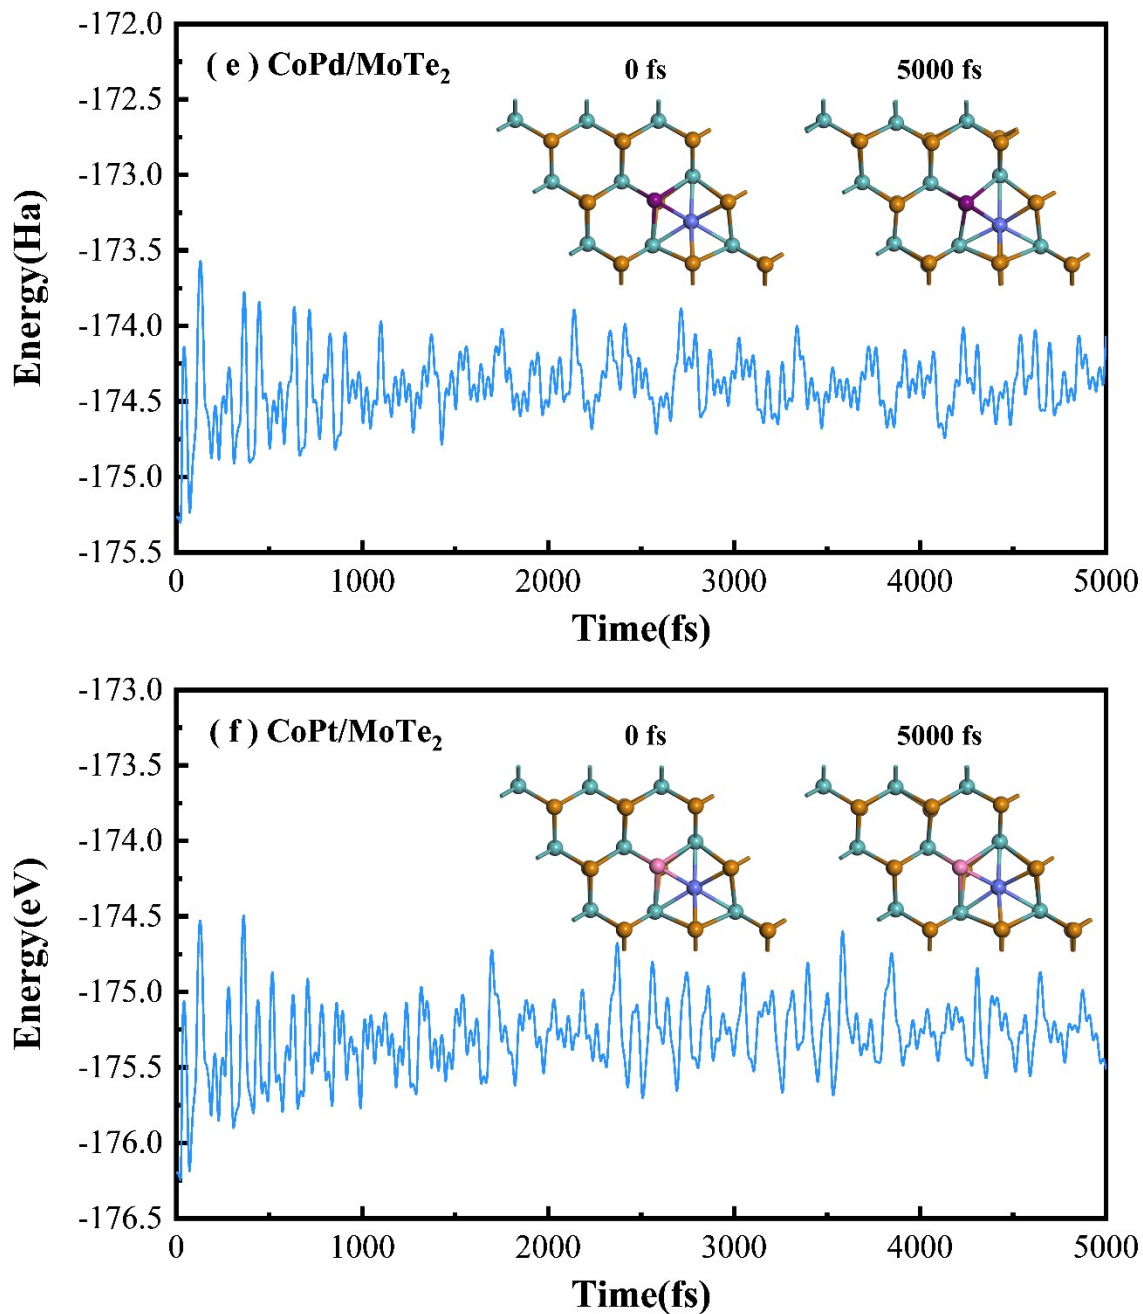 -172.0
( e ) CoPd/MoTe₂
0 fs
5000 fs
-172.5
-173.0
-173.5
-174.0
-174.5
-175.0
-175.5
Energy(Ha)
0 1000 2000 3000 4000 5000
Time(fs)
-173.0
( f ) CoPt/MoTe₂
0 fs
5000 fs
-173.5
-174.0
-174.5
-175.0
-175.5
-176.0
-176.5
Energy(eV)
0 1000 2000 3000 4000 5000
Time(fs)